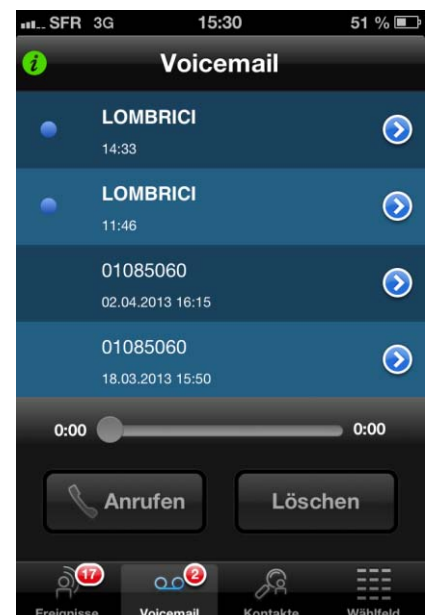 SFR 3G 15:30 51 %
Voicemail
LOMBRICI
14:33
LOMBRICI
11:46
01085060
02.04.2013 16:15
01085060
18.03.2013 15:50
0:00 0:00
Anrufen Löschen
17 2
Ereignisse Voicemail Kontakte Wählfeld